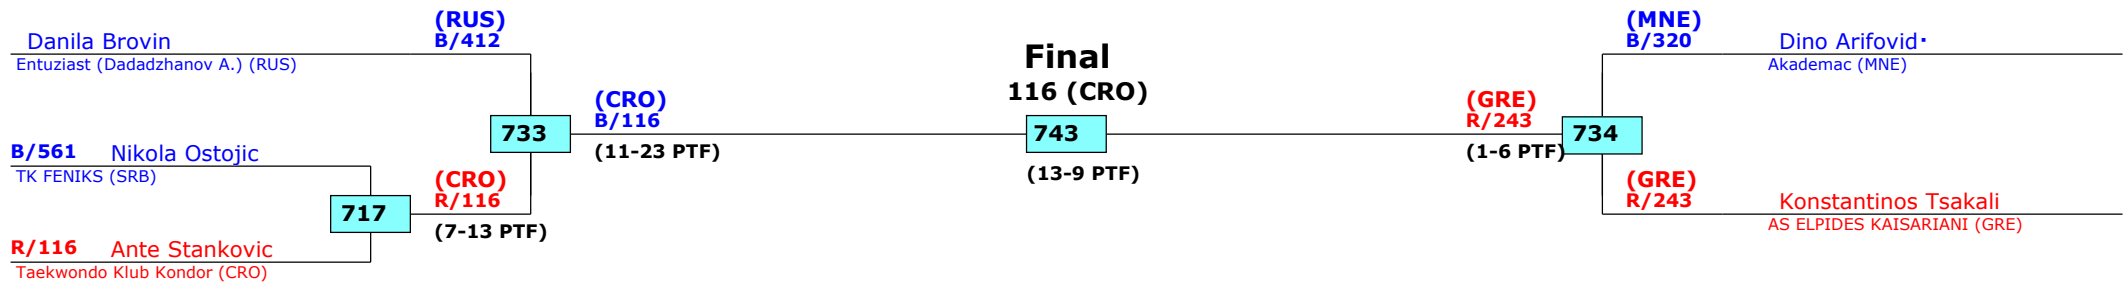 (RUS)
B/412
Danila Brovin
Entuziast (Dadadzhanov A.) (RUS)
B/561 Nikola Ostojic
TK FENIKS (SRB)
717
R/116 Ante Stankovic
Taekwondo Klub Kondor (CRO)
(CRO)
R/116
(7-13 PTF)
733
(CRO)
B/116
(11-23 PTF)
Final
116 (CRO)
743
(13-9 PTF)
(GRE)
R/243
(1-6 PTF)
734
(MNE)
B/320
Dino Arifovid·
Akademac (MNE)
(GRE)
R/243
Konstantinos Tsakali
AS ELPIDES KAISARIANI (GRE)